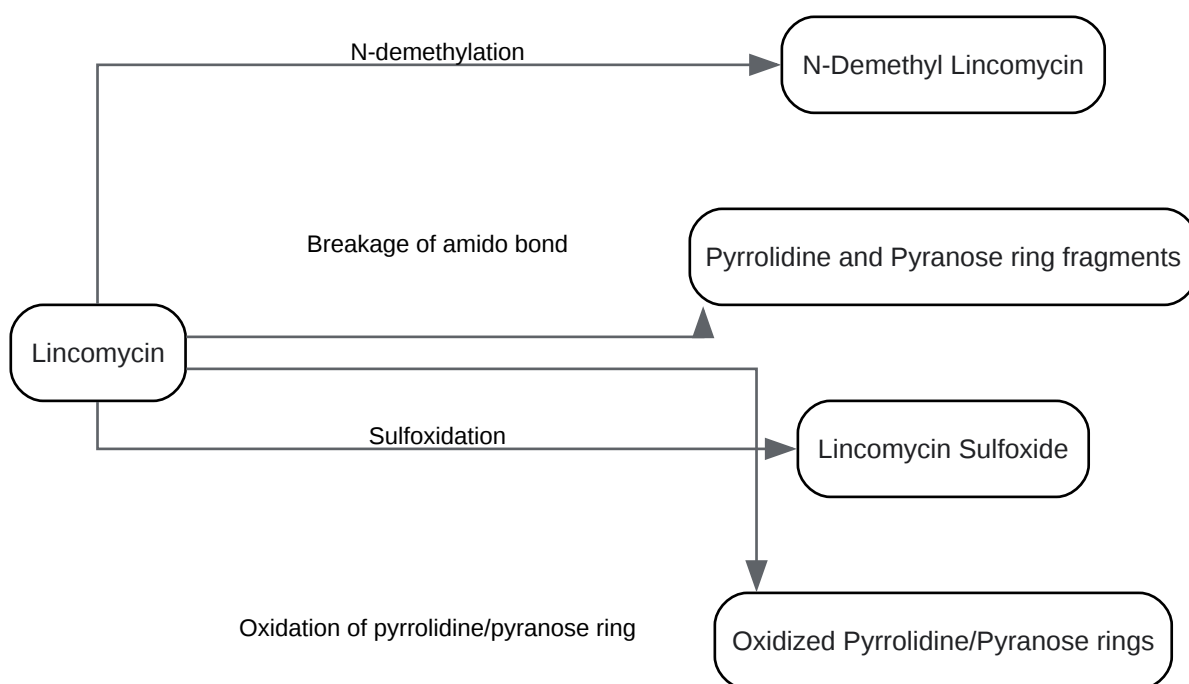 N-demethylation
N-Demethyl Lincomycin
Breakage of amido bond
Pyrrolidine and Pyranose ring fragments
Lincomycin
Sulfoxidation
Lincomycin Sulfoxide
Oxidation of pyrrolidine/pyranose ring
Oxidized Pyrrolidine/Pyranose rings